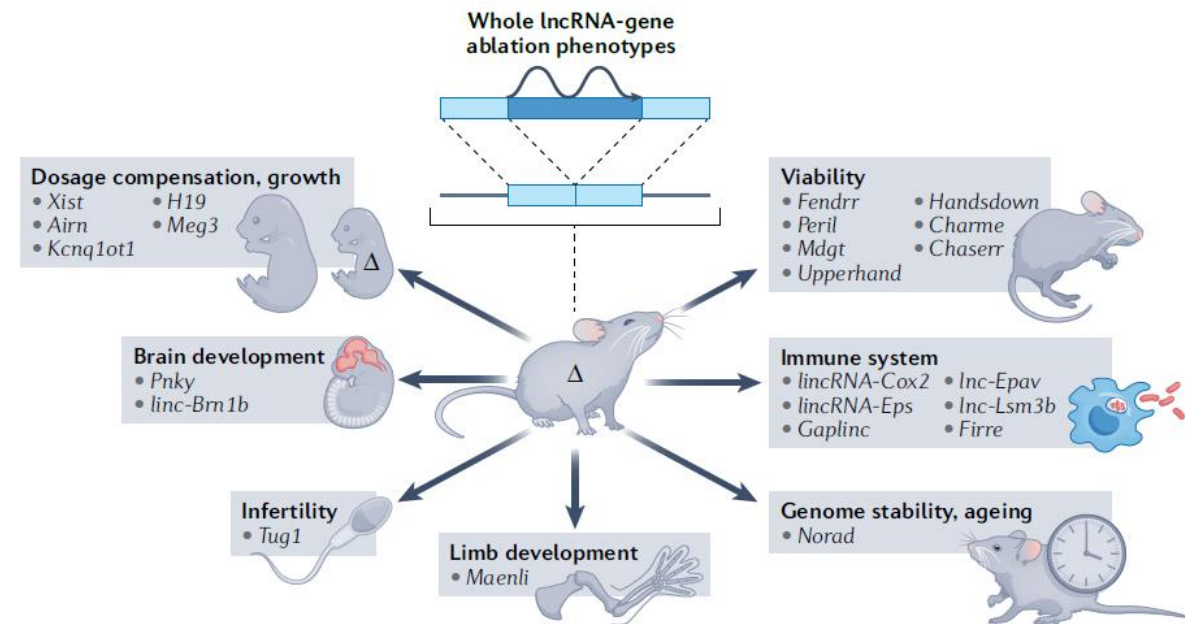 Whole lncRNA-gene
ablation phenotypes
Dosage compensation, growth
• Xist • H19
• Airn • Meg3
• Kcnq1ot1
Δ
Viability
• Fendrr • Handsdown
• Peril • Charme
• Mdgt • Chaserr
• Upperhand
Brain development
• Pnky
• linc-Brn1b
Δ
Immune system
• lincRNA-Cox2 • lnc-Epav
• lincRNA-Eps • lnc-Lsm3b
• Gaplinc • Firre
Infertility
• Tug1
Limb development
• Maenli
Genome stability, ageing
• Norad